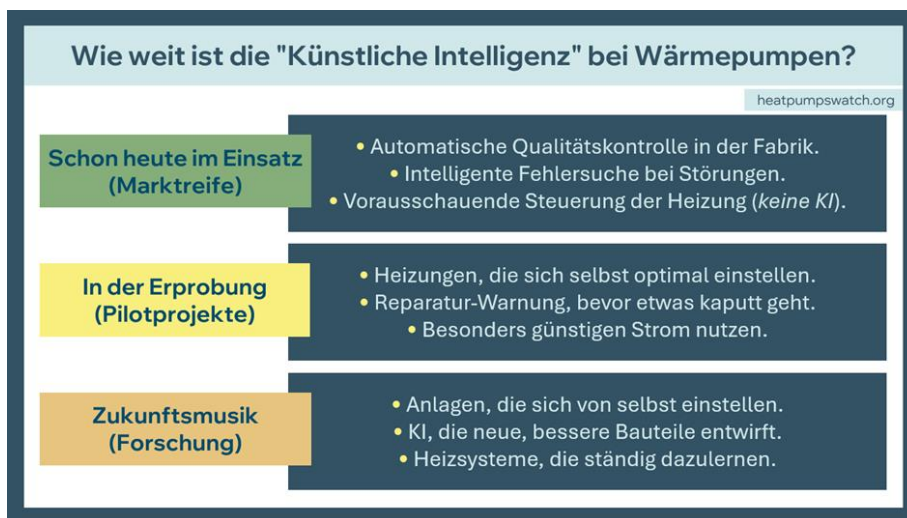 Wie weit ist die "Künstliche Intelligenz" bei Wärmepumpen?
heatpumpswatch.org
Schon heute im Einsatz
(Marktreife)
• Automatische Qualitätskontrolle in der Fabrik.
• Intelligente Fehlersuche bei Störungen.
• Vorausschauende Steuerung der Heizung (keine KI).
In der Erprobung
(Pilotprojekte)
• Heizungen, die sich selbst optimal einstellen.
• Reparatur-Warnung, bevor etwas kaputt geht.
• Besonders günstigen Strom nutzen.
Zukunftsmusik
(Forschung)
• Anlagen, die sich von selbst einstellen.
• KI, die neue, bessere Bauteile entwirft.
• Heizsysteme, die ständig dazulernen.